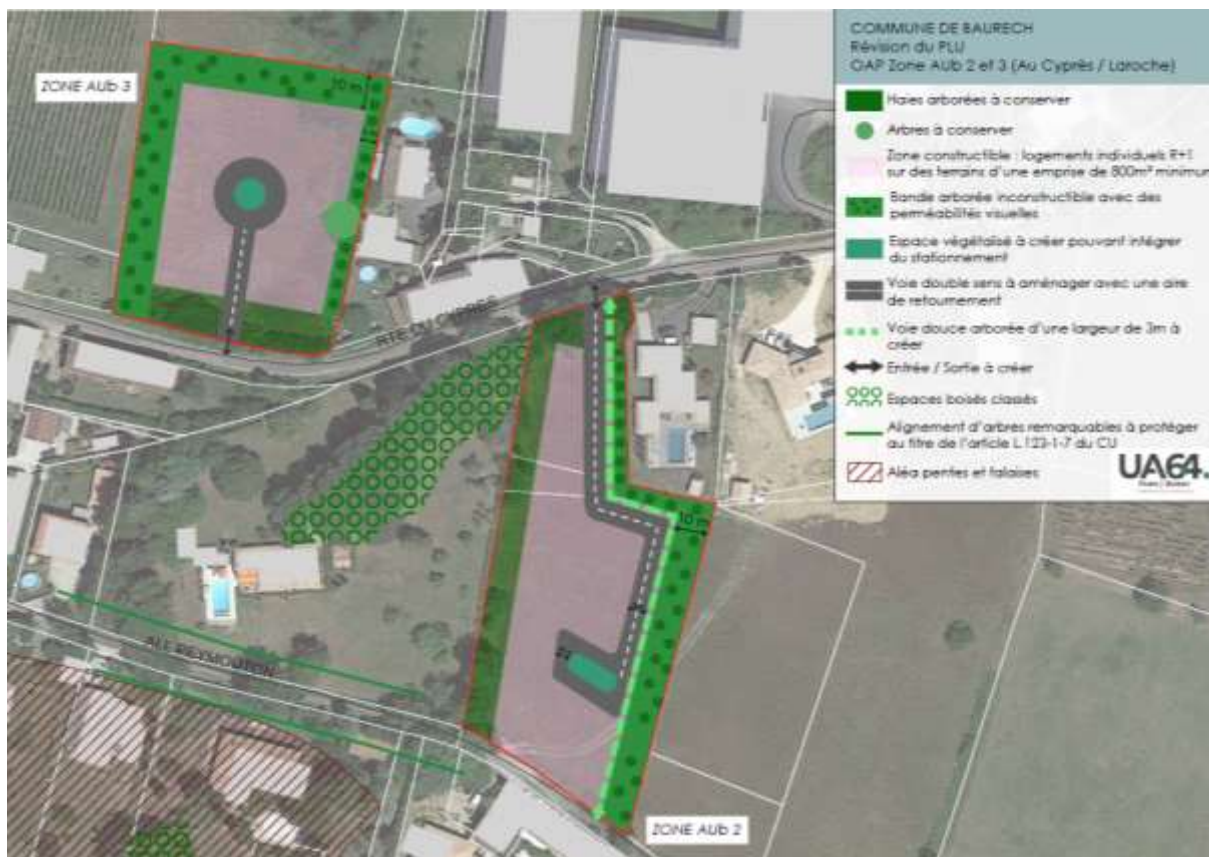 COMMUNE DE BAURECH
Révision du PLU
OAP Zone AUb 2 et 3 (Au Cyprès / Laroche)
Haies arborées à conserver
Arbres à conserver
Zone constructible : logements individuels R+1
sur des terrains d'une emprise de 800m² minimum
Bande arborée inconstructible avec des
perméabilités visuelles
Espace végétalisé à créer pouvant intégrer
du stationnement
Voie double sens à aménager avec une aire
de retournement
Voie douce arborée d'une largeur de 3m à
créer
Entrée / Sortie à créer
Espaces boisés classés
Alignement d'arbres remarquables à protéger
au titre de l'article L 123-1-7 du CU
Aléa pentes et falaises
UA64.
ZONE AUb 3
10 m
RTE DU CYPRES
10 m
ALL REYMOUTON
ZONE AUb 2